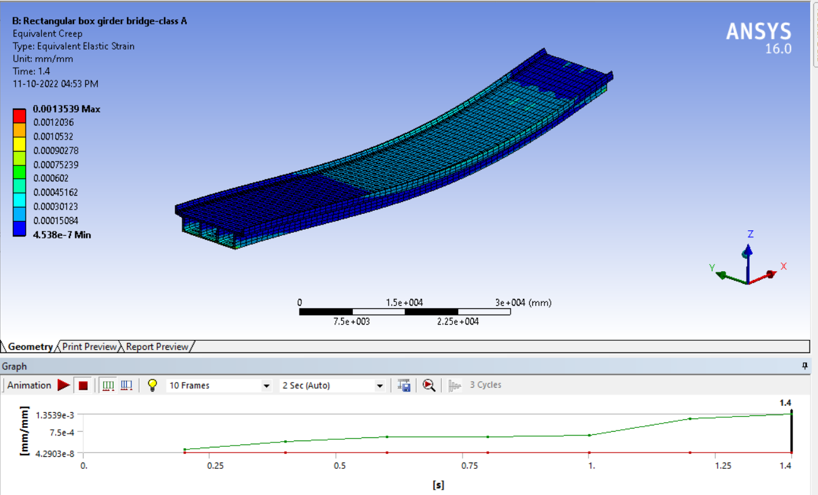 B: Rectangular box girder bridge-class A
Equivalent Creep
Type: Equivalent Elastic Strain
Unit: mm/mm
Time: 1.4
11-10-2022 04:53 PM
ANSYS
16.0
0.0013539 Max
0.0012036
0.0010532
0.00090278
0.00075239
0.000602
0.00045162
0.00030123
0.00015084
4.538e-7 Min
Z
Y
X
0 1.5e+004 3e+004 (mm)
7.5e+003 2.25e+004
Geometry Print Preview Report Preview
Graph
Animation 10 Frames 2 Sec (Auto) 3 Cycles
1.4
1.3539e-3
7.5e-4
4.2903e-8
[mm/mm]
0. 0.25 0.5 0.75 1. 1.25 1.4
[s]